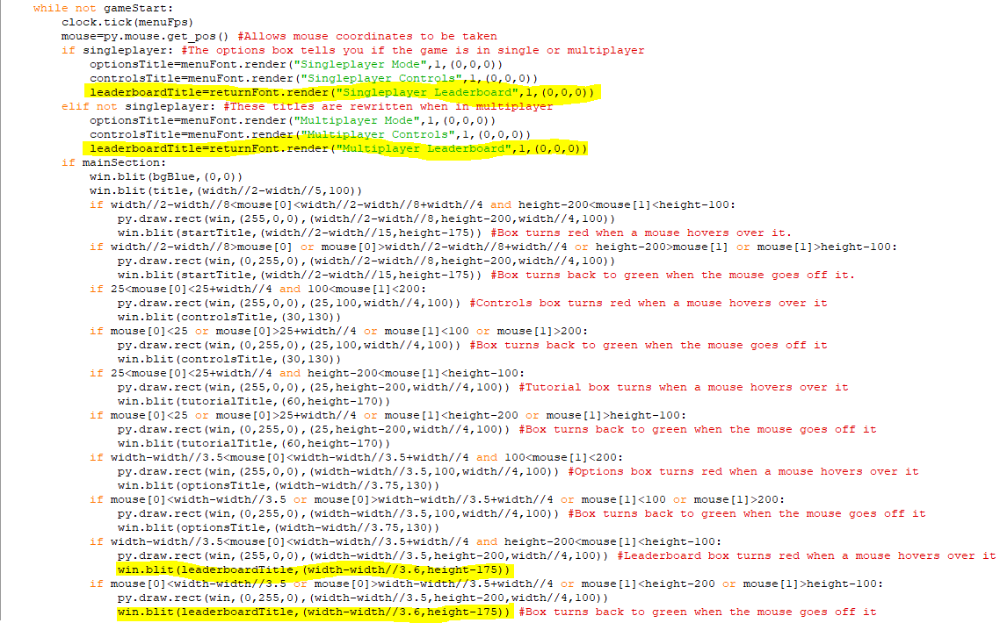 while not gameStart:
    clock.tick(menuFps)
    mouse=py.mouse.get_pos() #Allows mouse coordinates to be taken
    if singleplayer: #The options box tells you if the game is in single or multiplayer
        optionsTitle=menuFont.render("Singleplayer Mode",1,(0,0,0))
        controlsTitle=menuFont.render("Singleplayer Controls",1,(0,0,0))
        leaderboardTitle=returnFont.render("Singleplayer Leaderboard",1,(0,0,0))
    elif not singleplayer: #These titles are rewritten when in multiplayer
        optionsTitle=menuFont.render("Multiplayer Mode",1,(0,0,0))
        controlsTitle=menuFont.render("Multiplayer Controls",1,(0,0,0))
        leaderboardTitle=returnFont.render("Multiplayer Leaderboard",1,(0,0,0))
    if mainSection:
        win.blit(bgBlue,(0,0))
        win.blit(title,(width//2-width//5,100))
        if width//2-width//8<mouse[0]<width//2-width//8+width//4 and height-200<mouse[1]<height-100:
            py.draw.rect(win,(255,0,0),(width//2-width//8,height-200,width//4,100))
            win.blit(startTitle,(width//2-width//15,height-175)) #Box turns red when a mouse hovers over it.
        if width//2-width//8>mouse[0] or mouse[0]>width//2-width//8+width//4 or height-200>mouse[1] or mouse[1]>height-100:
            py.draw.rect(win,(0,255,0),(width//2-width//8,height-200,width//4,100))
            win.blit(startTitle,(width//2-width//15,height-175)) #Box turns back to green when the mouse goes off it.
        if 25<mouse[0]<25+width//4 and 100<mouse[1]<200:
            py.draw.rect(win,(255,0,0),(25,100,width//4,100)) #Controls box turns red when a mouse hovers over it
            win.blit(controlsTitle,(30,130))
        if mouse[0]<25 or mouse[0]>25+width//4 or mouse[1]<100 or mouse[1]>200:
            py.draw.rect(win,(0,255,0),(25,100,width//4,100)) #Box turns back to green when the mouse goes off it
            win.blit(controlsTitle,(30,130))
        if 25<mouse[0]<25+width//4 and height-200<mouse[1]<height-100:
            py.draw.rect(win,(255,0,0),(25,height-200,width//4,100)) #Tutorial box turns when a mouse hovers over it
            win.blit(tutorialTitle,(60,height-170))
        if mouse[0]<25 or mouse[0]>25+width//4 or mouse[1]<height-200 or mouse[1]>height-100:
            py.draw.rect(win,(0,255,0),(25,height-200,width//4,100)) #Box turns back to green when the mouse goes off it
            win.blit(tutorialTitle,(60,height-170))
        if width-width//3.5<mouse[0]<width-width//3.5+width//4 and 100<mouse[1]<200:
            py.draw.rect(win,(255,0,0),(width-width//3.5,100,width//4,100)) #Options box turns red when a mouse hovers over it
            win.blit(optionsTitle,(width-width//3.75,130))
        if mouse[0]<width-width//3.5 or mouse[0]>width-width//3.5+width//4 or mouse[1]<100 or mouse[1]>200:
            py.draw.rect(win,(0,255,0),(width-width//3.5,100,width//4,100)) #Box turns back to green when the mouse goes off it
            win.blit(optionsTitle,(width-width//3.75,130))
        if width-width//3.5<mouse[0]<width-width//3.5+width//4 and height-200<mouse[1]<height-100:
            py.draw.rect(win,(255,0,0),(width-width//3.5,height-200,width//4,100)) #Leaderboard box turns red when a mouse hovers over it
            win.blit(leaderboardTitle,(width-width//3.6,height-175))
        if mouse[0]<width-width//3.5 or mouse[0]>width-width//3.5+width//4 or mouse[1]<height-200 or mouse[1]>height-100:
            py.draw.rect(win,(0,255,0),(width-width//3.5,height-200,width//4,100))
            win.blit(leaderboardTitle,(width-width//3.6,height-175)) #Box turns back to green when the mouse goes off it